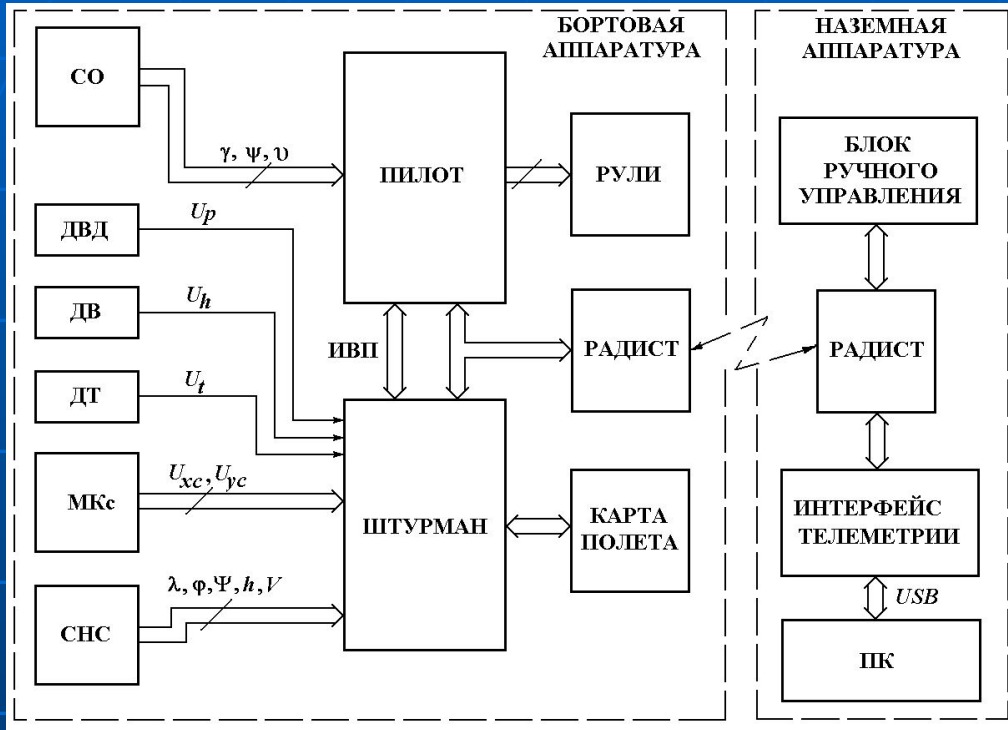 БОРТОВАЯ
АППАРАТУРА
НАЗЕМНАЯ
АППАРАТУРА
СО
γ, ψ, υ
ПИЛОТ
РУЛИ
БЛОК
РУЧНОГО
УПРАВЛЕНИЯ
ДВД
Up
ДВ
Uh
ИВП
РАДИСТ
РАДИСТ
ДТ
Ut
МКс
Uxc, Uyc
ШТУРМАН
КАРТА
ПОЛЕТА
ИНТЕРФЕЙС
ТЕЛЕМЕТРИИ
СНС
λ, φ, Ψ, h, V
USB
ПК